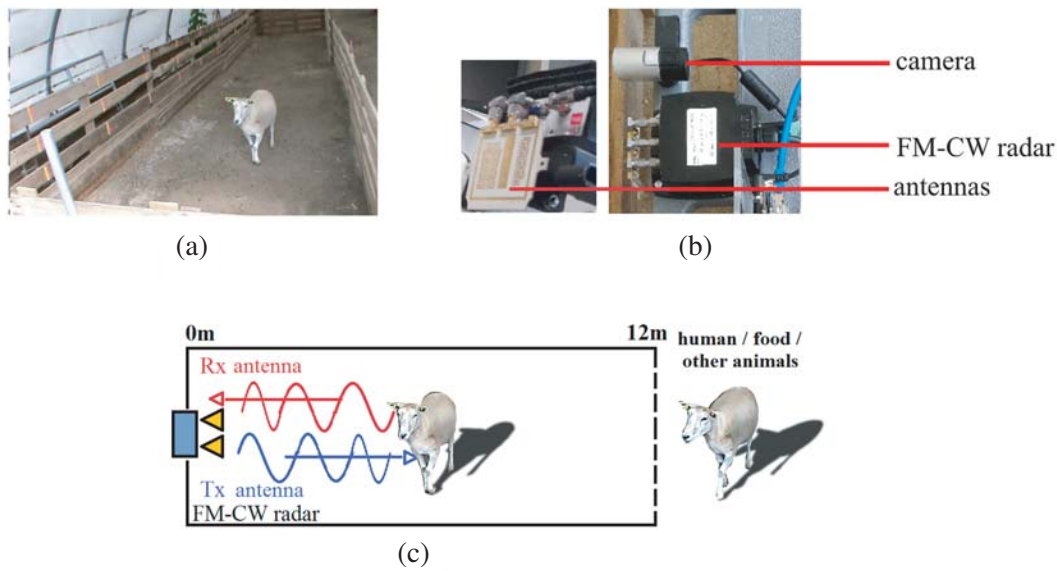 camera
FM-CW radar
antennas
(a)
(b)
0m
12m
human / food /
other animals
Rx antenna
Tx antenna
FM-CW radar
(c)